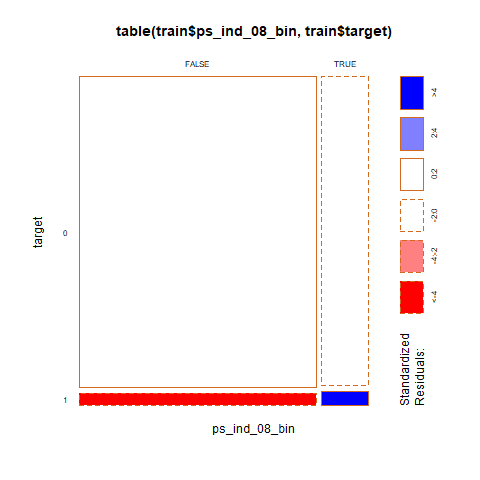 table(train$ps_ind_08_bin, train$target)
FALSE
TRUE
target
0
1
ps_ind_08_bin
Standardized
Residuals:
<-4
-4:-2
-2:0
0:2
2:4
>4